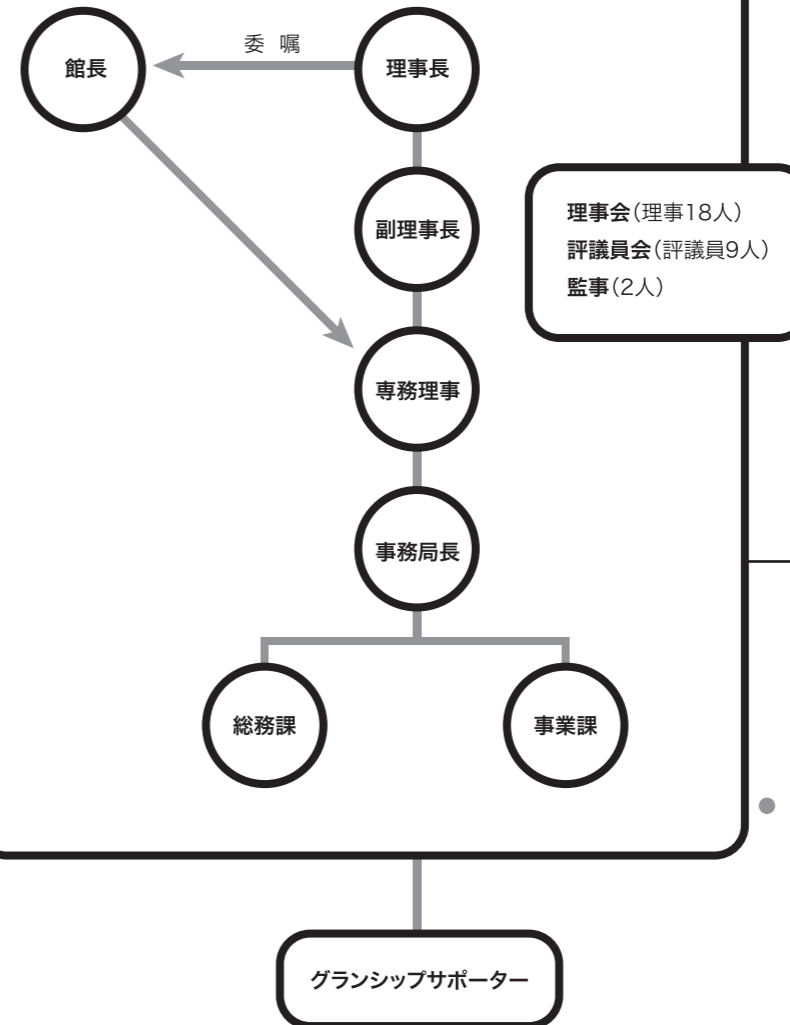 館長
委嘱
理事長
副理事長
理事会(理事18人)
評議員会(評議員9人)
監事(2人)
専務理事
事務局長
総務課
事業課
グランシップサポーター